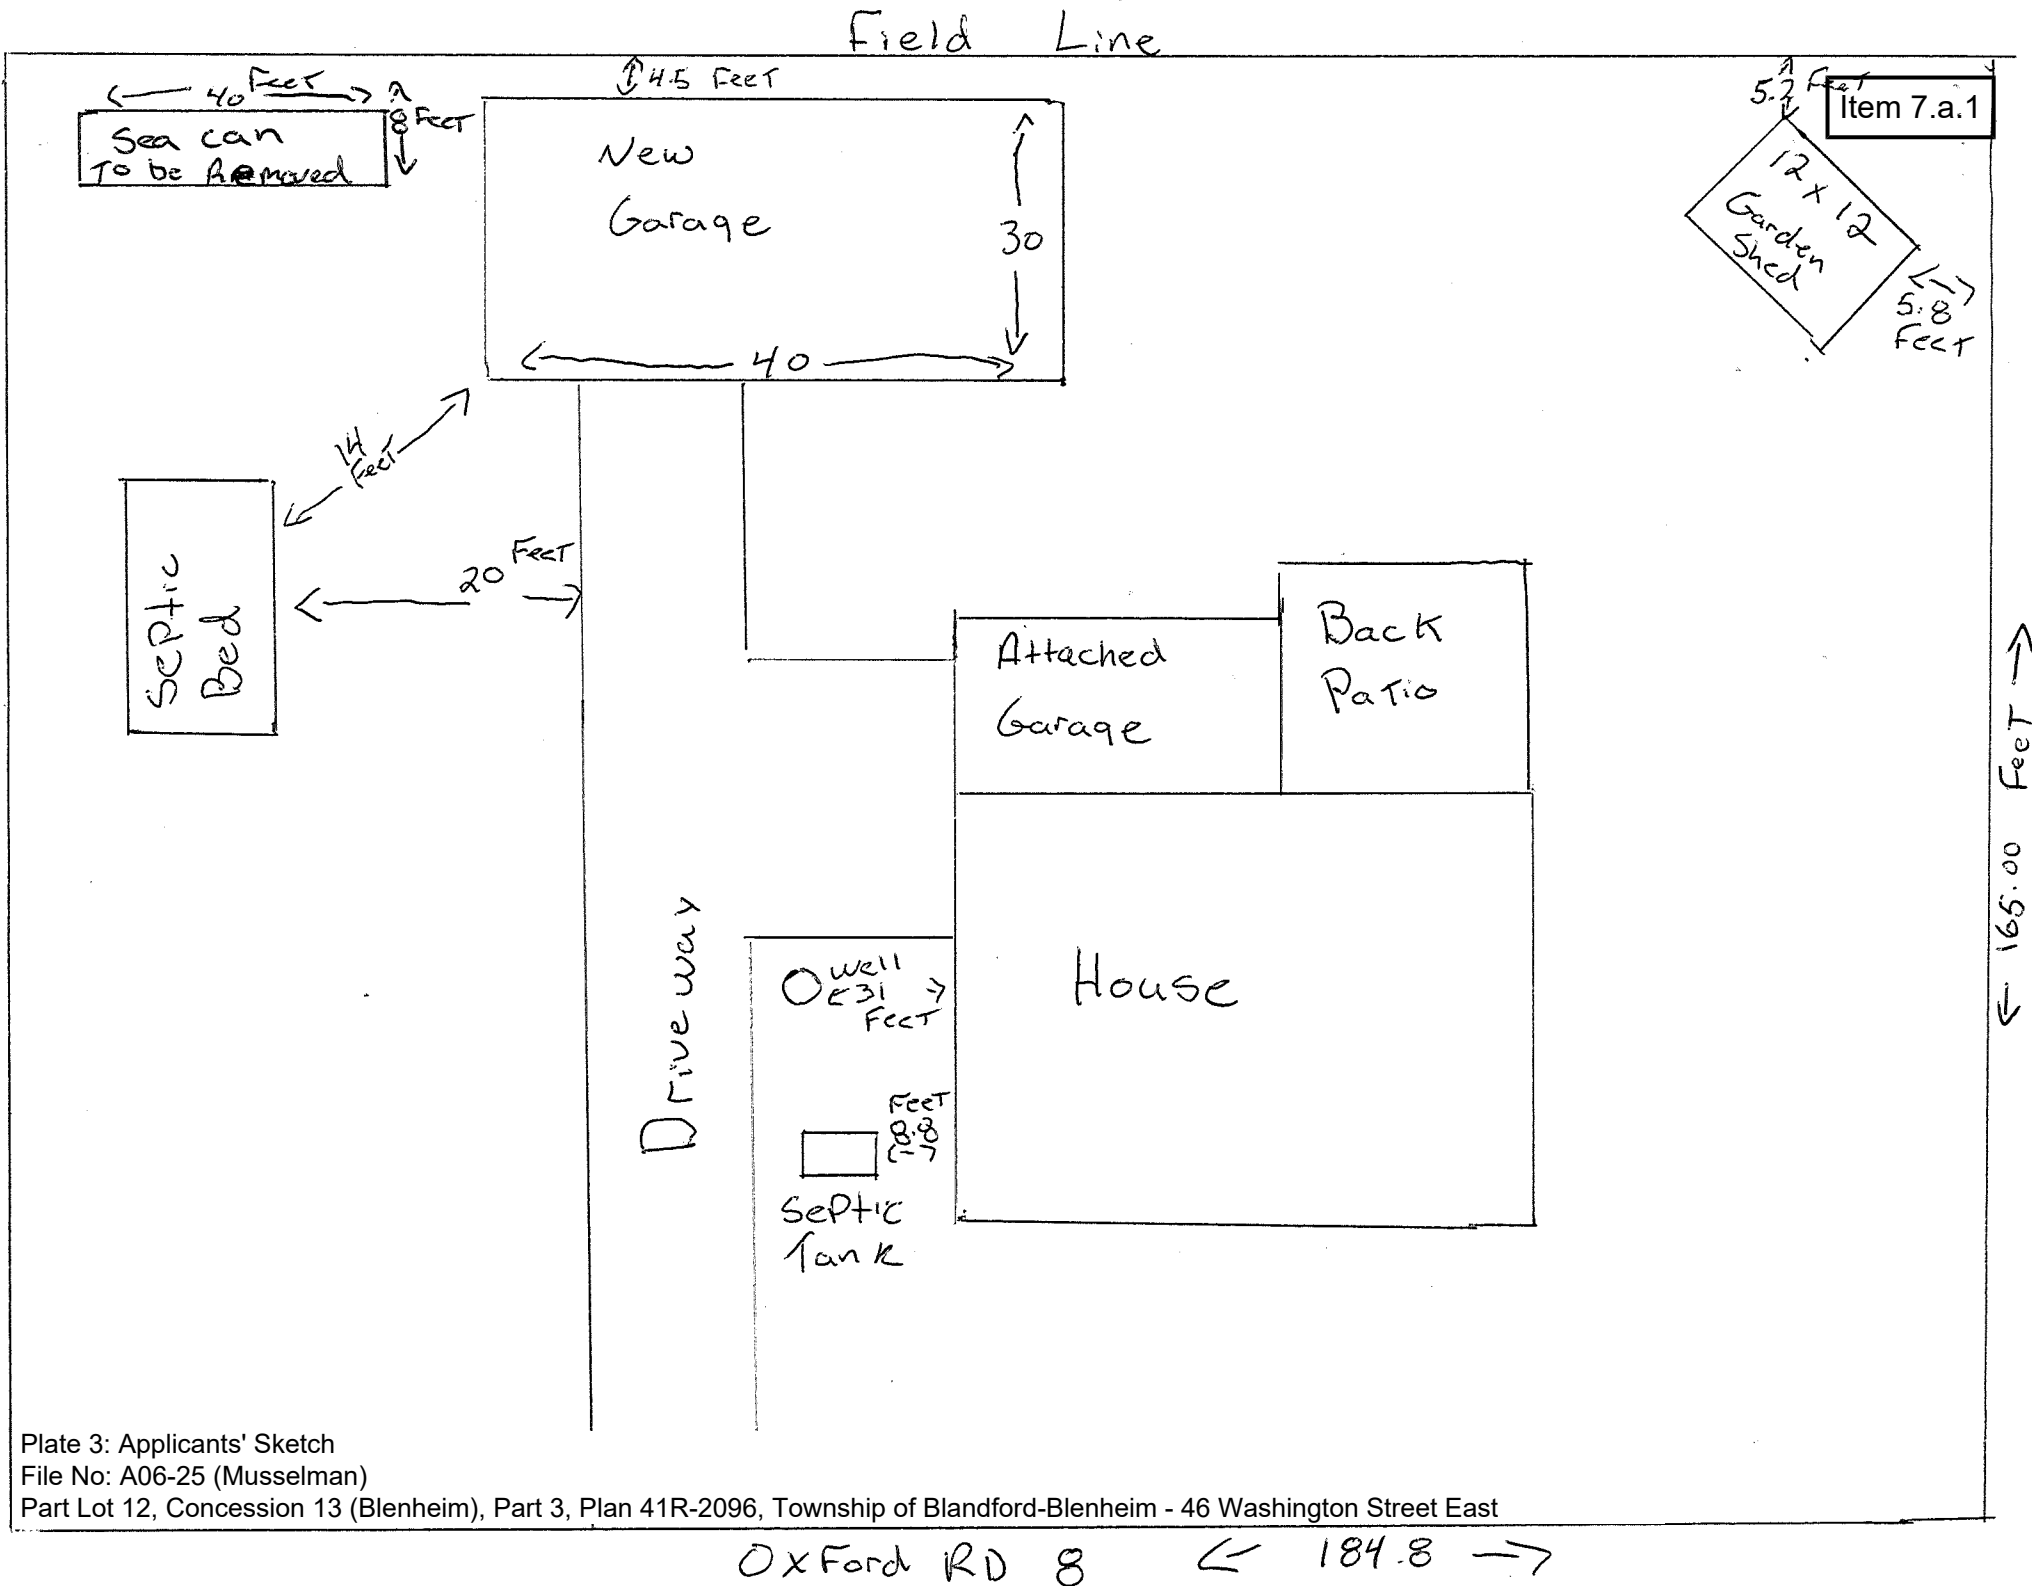 Field Line
4.5 Feet
40 Feet
8 Feet
Sea can
To be Removed
New
Garage
30
40
5.2 Feet
Item 7.a.1
12 x 12
Garden
Shed
5.8
Feet
14
Feet
20 Feet
Septic
Bed
Attached
Garage
Back
Patio
165.00 Feet
Driveway
well
31
Feet
House
Feet
8.8
Septic
Tank
Plate 3: Applicants' Sketch
File No: A06-25 (Musselman)
Part Lot 12, Concession 13 (Blenheim), Part 3, Plan 41R-2096, Township of Blandford-Blenheim - 46 Washington Street East
Oxford RD 8 184.8